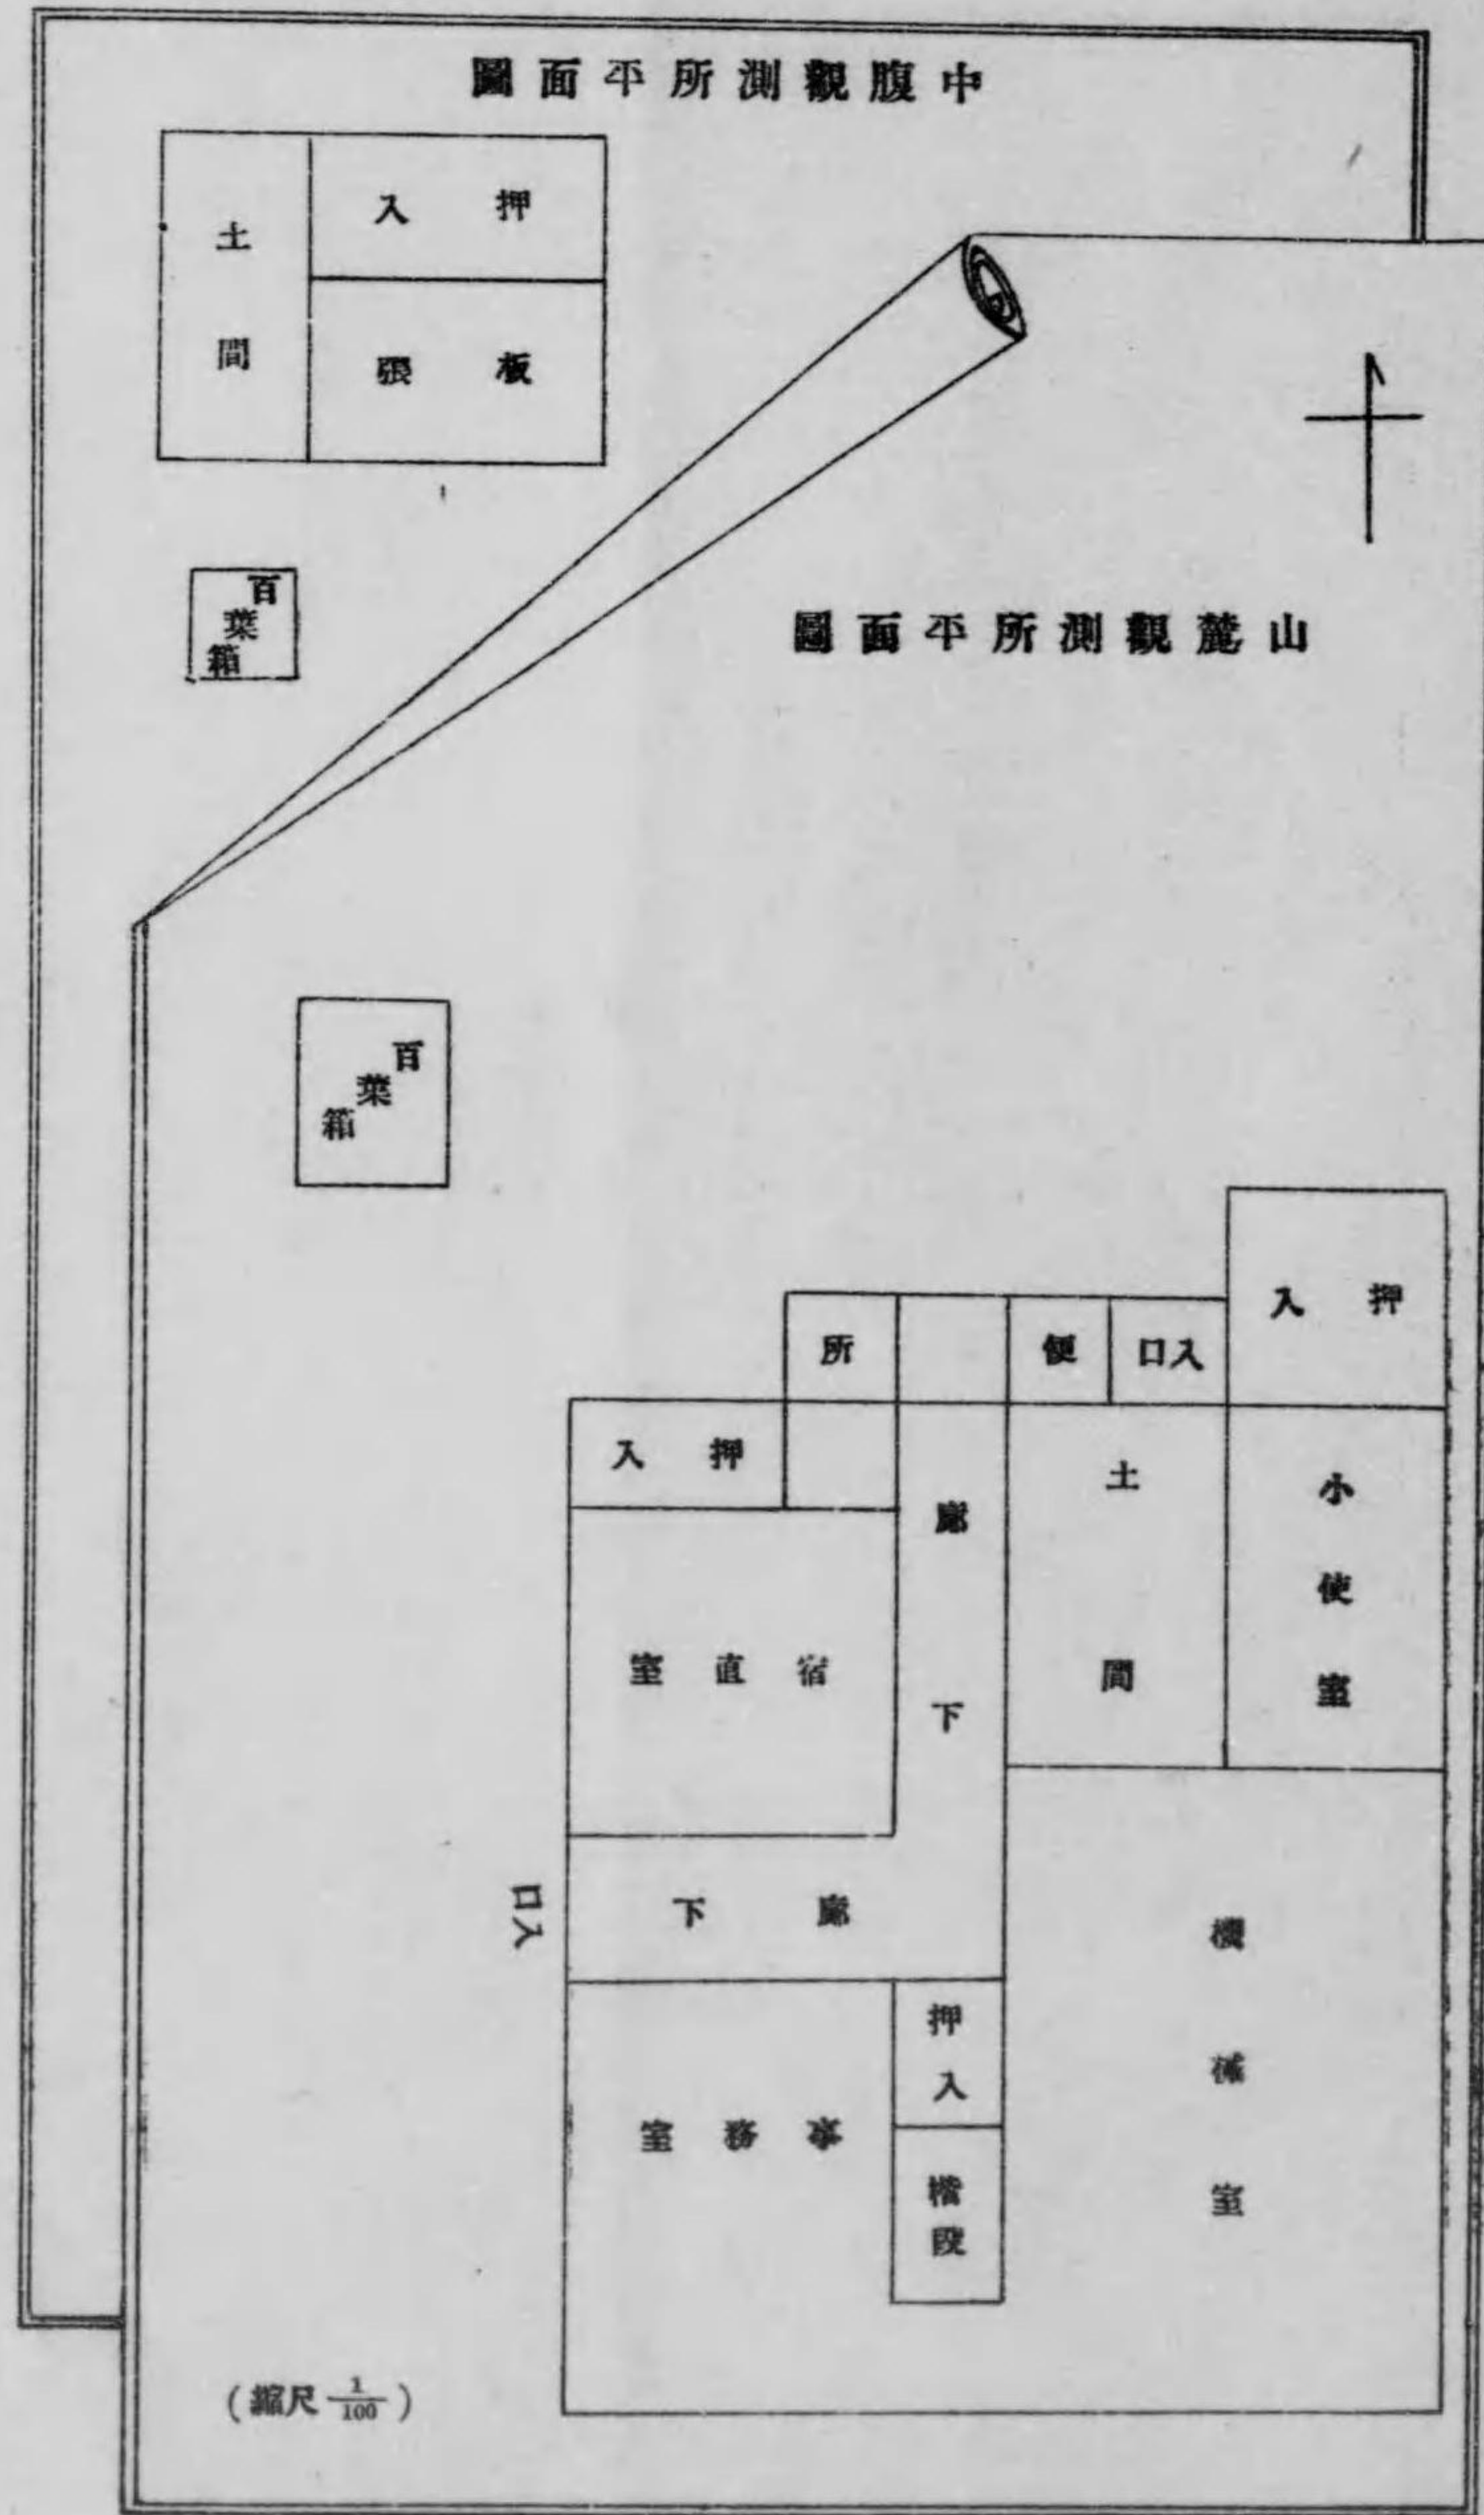 中腹觀測所平面圖
押入
土間
板張
百葉箱
山麓觀測所平面圖
百葉箱
押入
入口
便所
押入
小使室
土間
廊下
宿直室
廊下
入口
機械室
押入
事務室
階段
(縮尺 1/100)